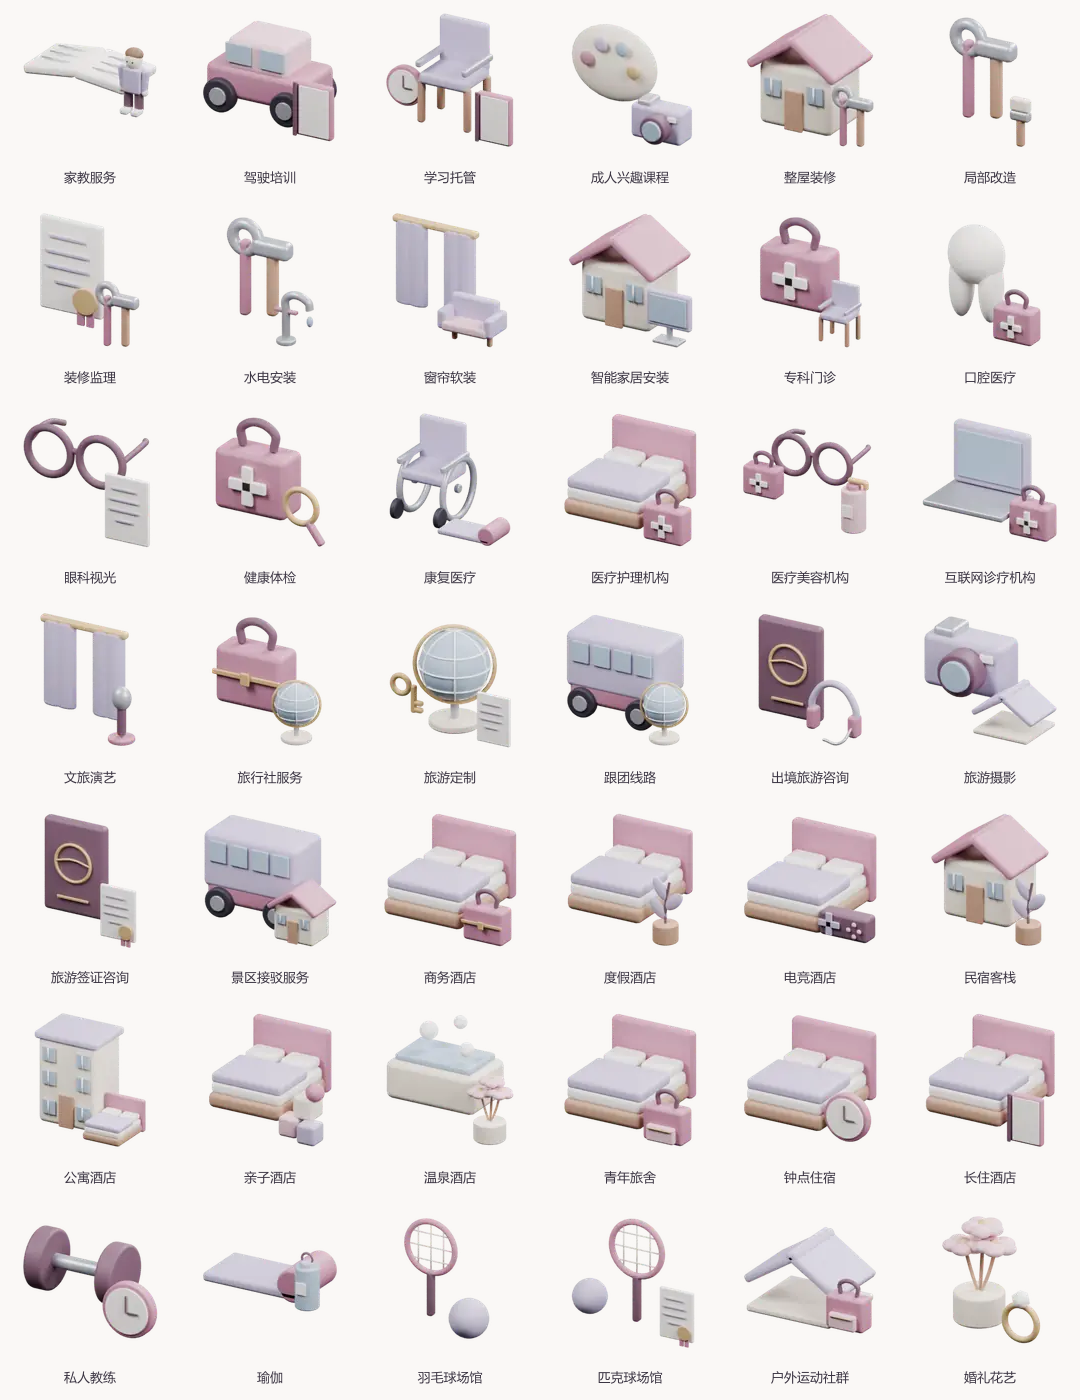 家教服务
驾驶培训
学习托管
成人兴趣课程
整屋装修
局部改造
装修监理
水电安装
窗帘软装
智能家居安装
专科门诊
口腔医疗
眼科视光
健康体检
康复医疗
医疗护理机构
医疗美容机构
互联网诊疗机构
文旅演艺
旅行社服务
旅游定制
跟团线路
出境旅游咨询
旅游摄影
旅游签证咨询
景区接驳服务
商务酒店
度假酒店
电竞酒店
民宿客栈
公寓酒店
亲子酒店
温泉酒店
青年旅舍
钟点住宿
长住酒店
私人教练
瑜伽
羽毛球场馆
匹克球场馆
户外运动社群
婚礼花艺